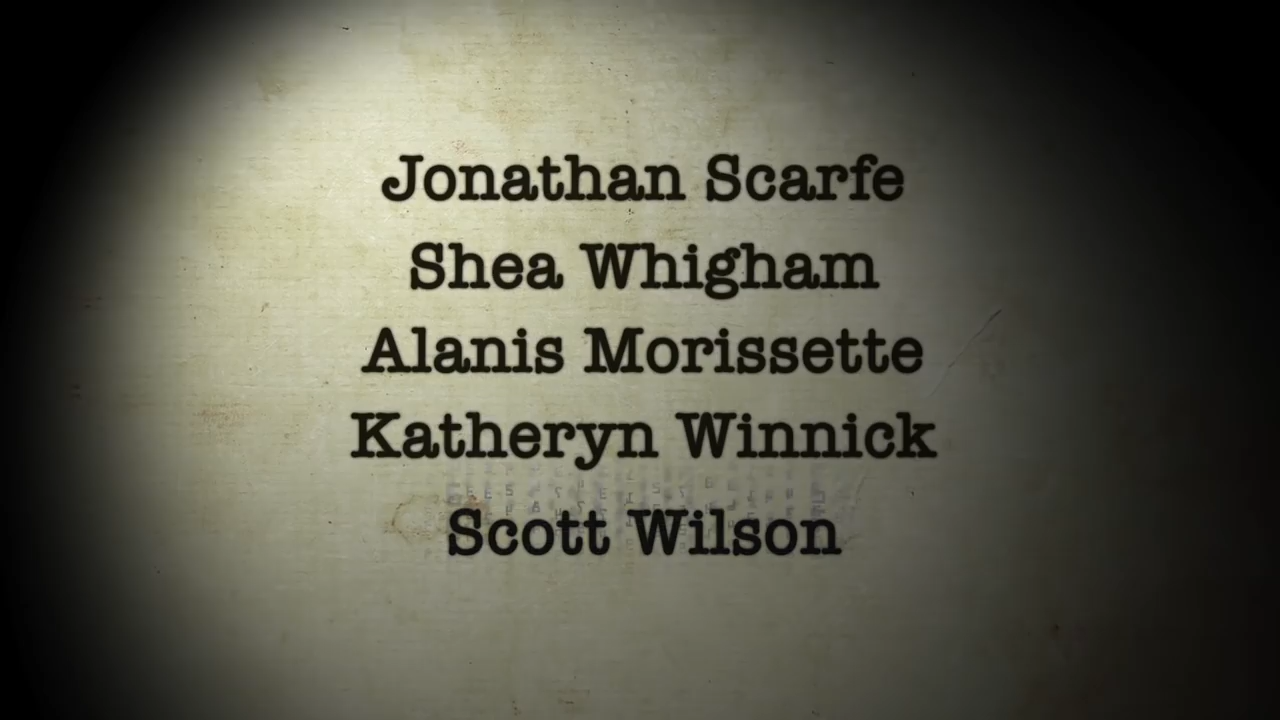 Jonathan Scarfe
Shea Whigham
Alanis Morissette
Katheryn Winnick
Scott Wilson